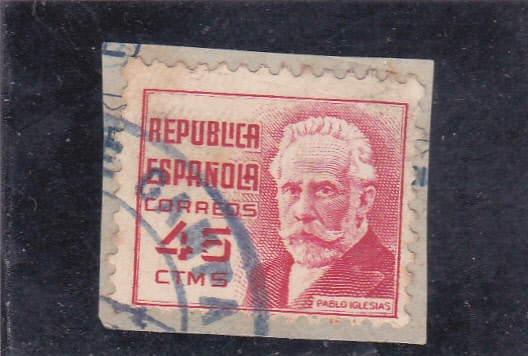 REPUBLICA
ESPAÑOLA
CORREOS
45
CTMS
PABLO IGLESIAS